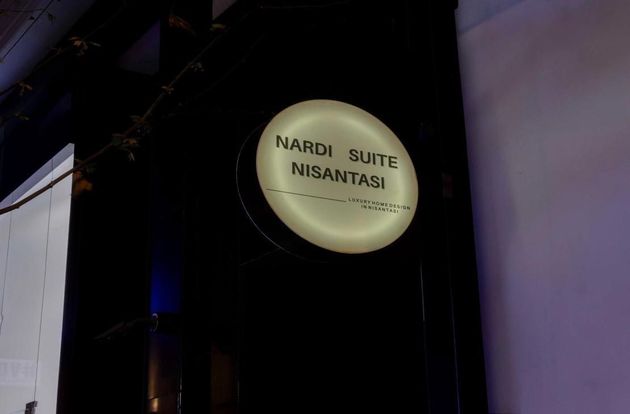 NARDI SUITE
NISANTASI
LUXURY HOME DESIGN
IN NISANTASI